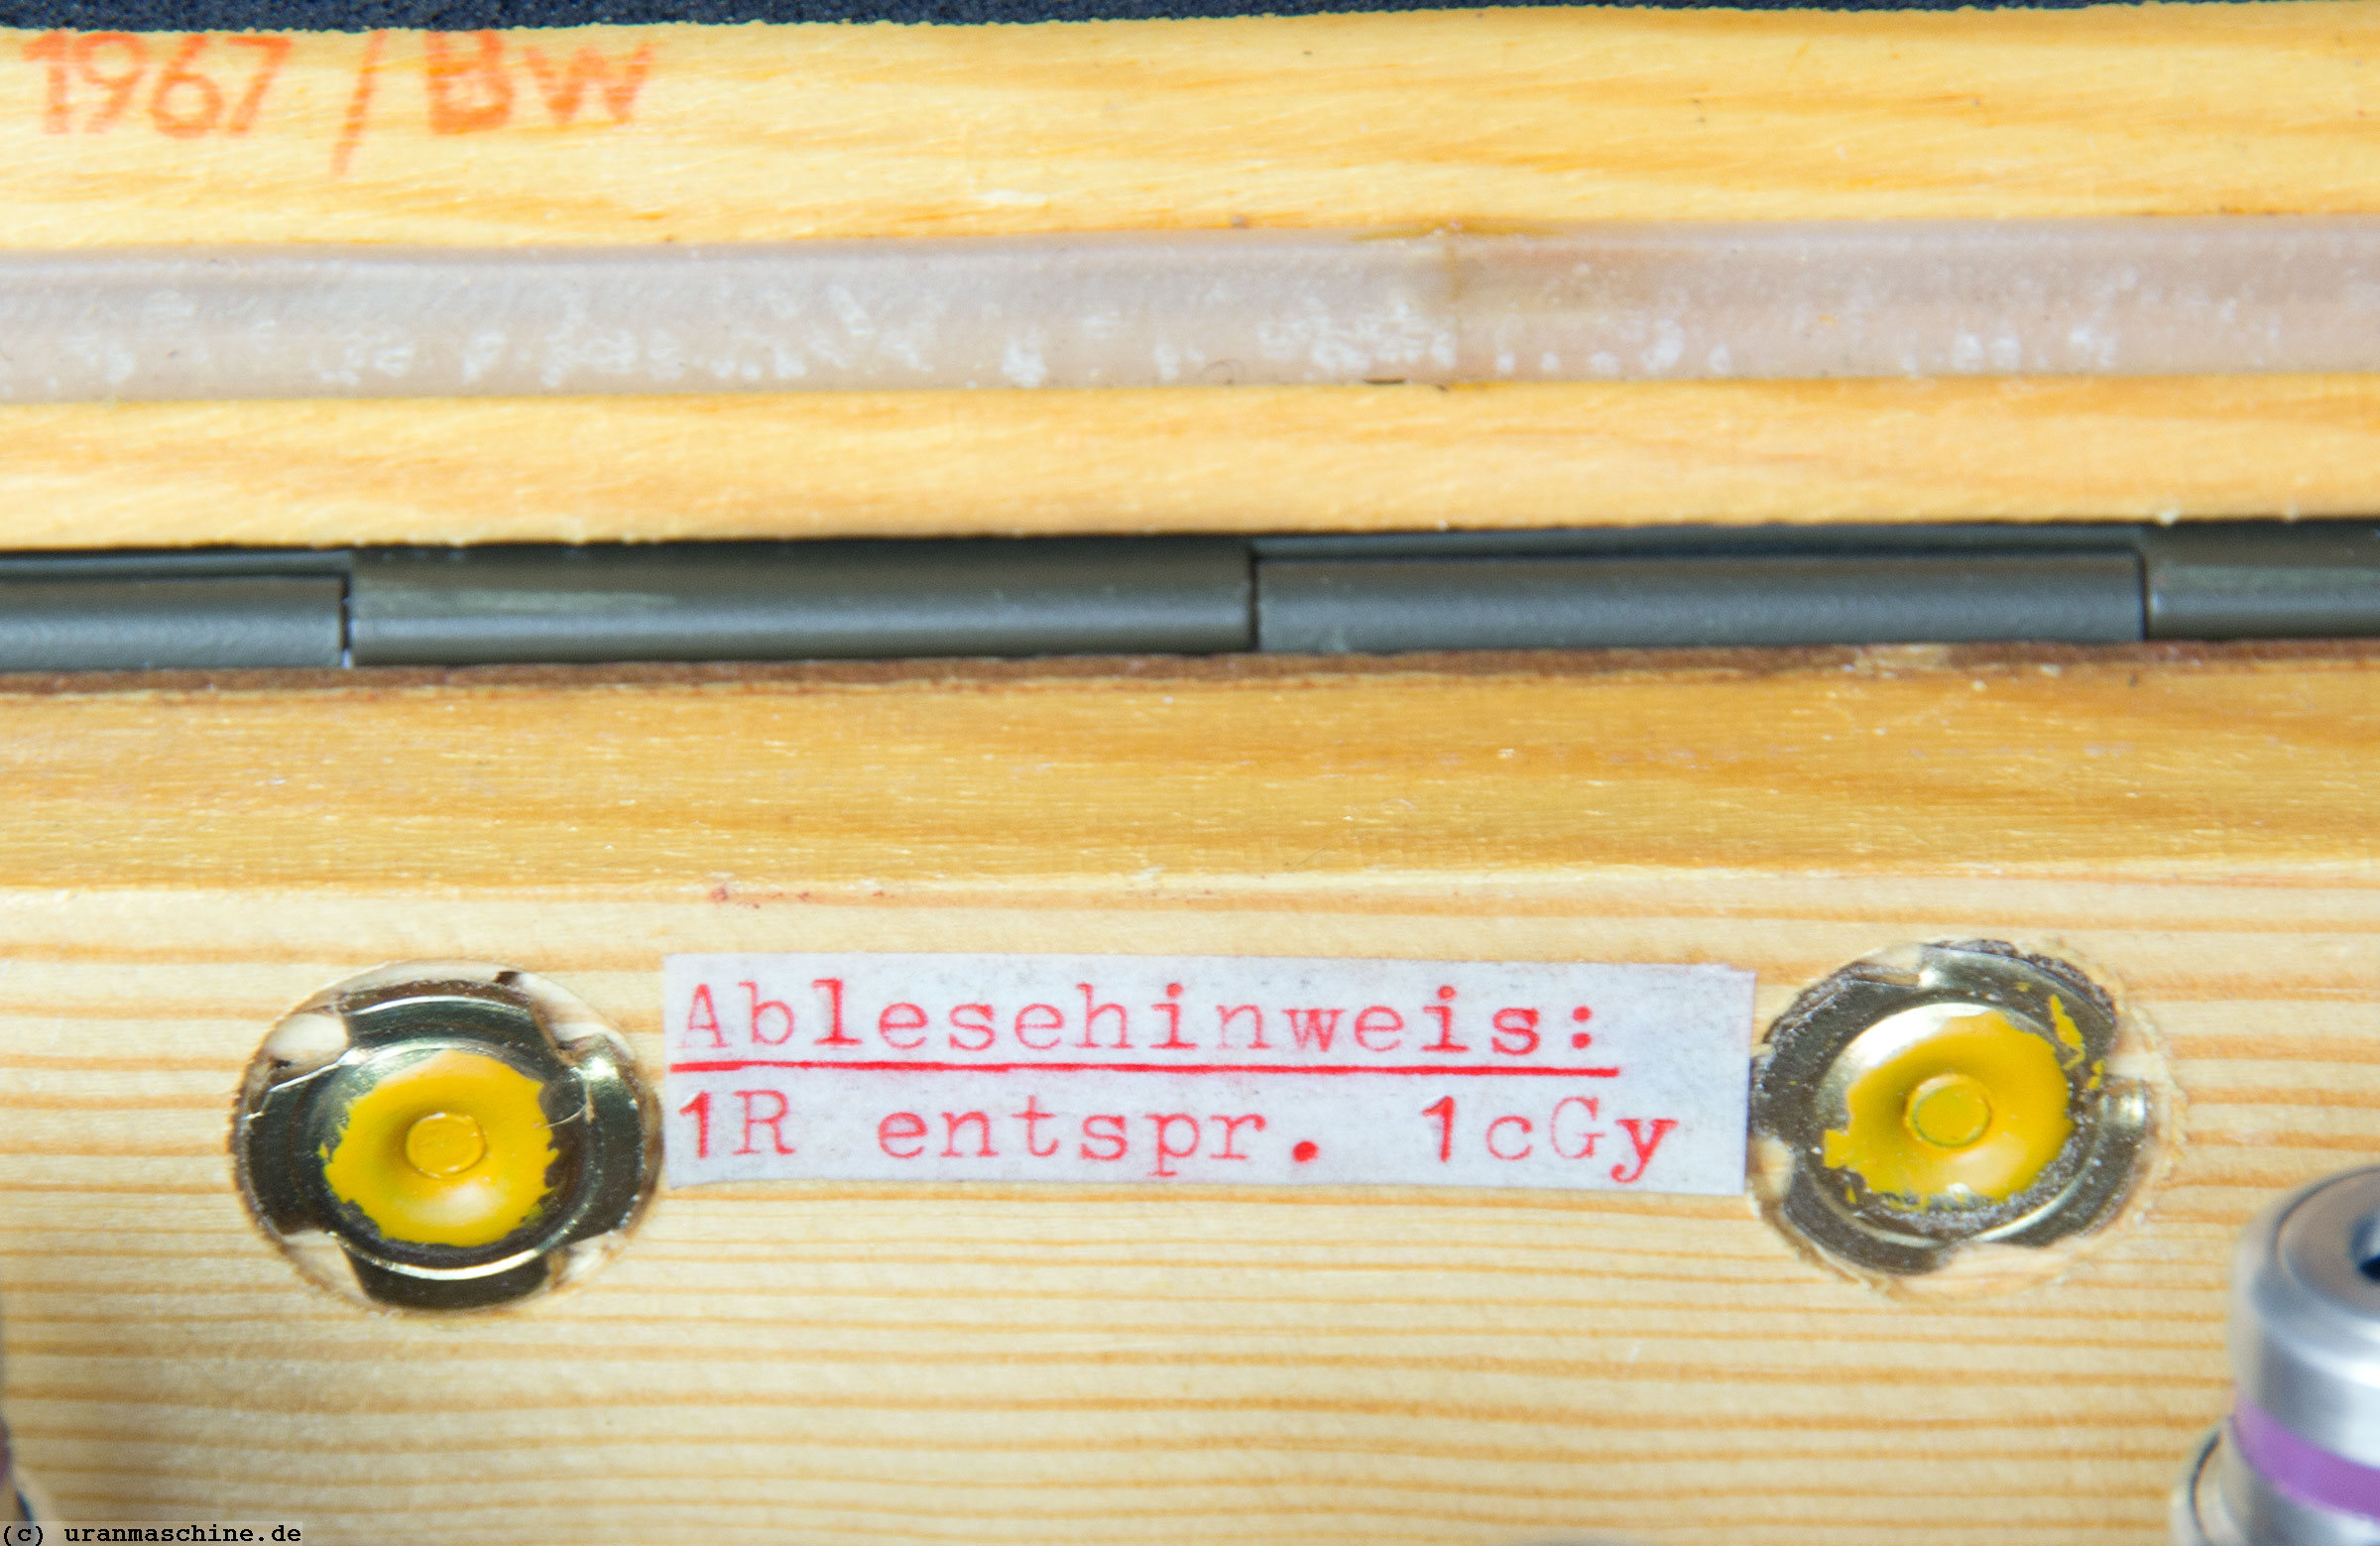 1967 / Bw
Ablesehinweis:
1R entspr. 1cGy
(c) uranmaschine.de